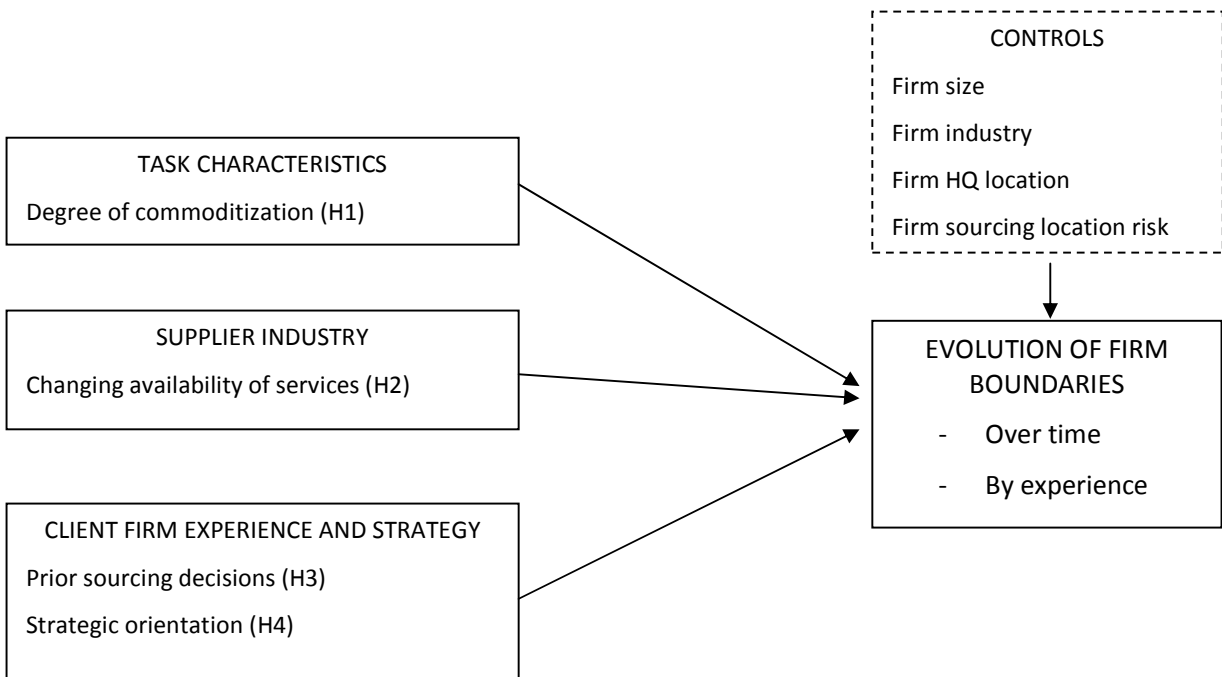 CONTROLS
Firm size
Firm industry
Firm HQ location
Firm sourcing location risk
TASK CHARACTERISTICS
Degree of commoditization (H1)
SUPPLIER INDUSTRY
Changing availability of services (H2)
CLIENT FIRM EXPERIENCE AND STRATEGY
Prior sourcing decisions (H3)
Strategic orientation (H4)
EVOLUTION OF FIRM
BOUNDARIES
- Over time
- By experience